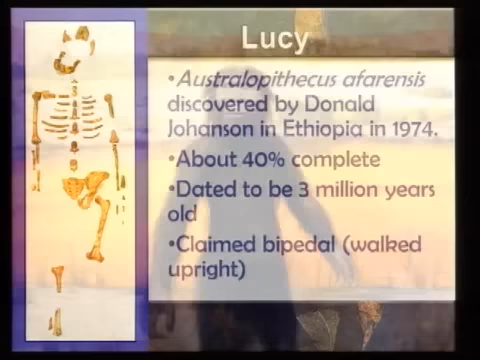 Lucy
•Australopithecus afarensis
discovered by Donald
Johanson in Ethiopia in 1974.
•About 40% complete
•Dated to be 3 million years
old
•Claimed bipedal (walked
upright)